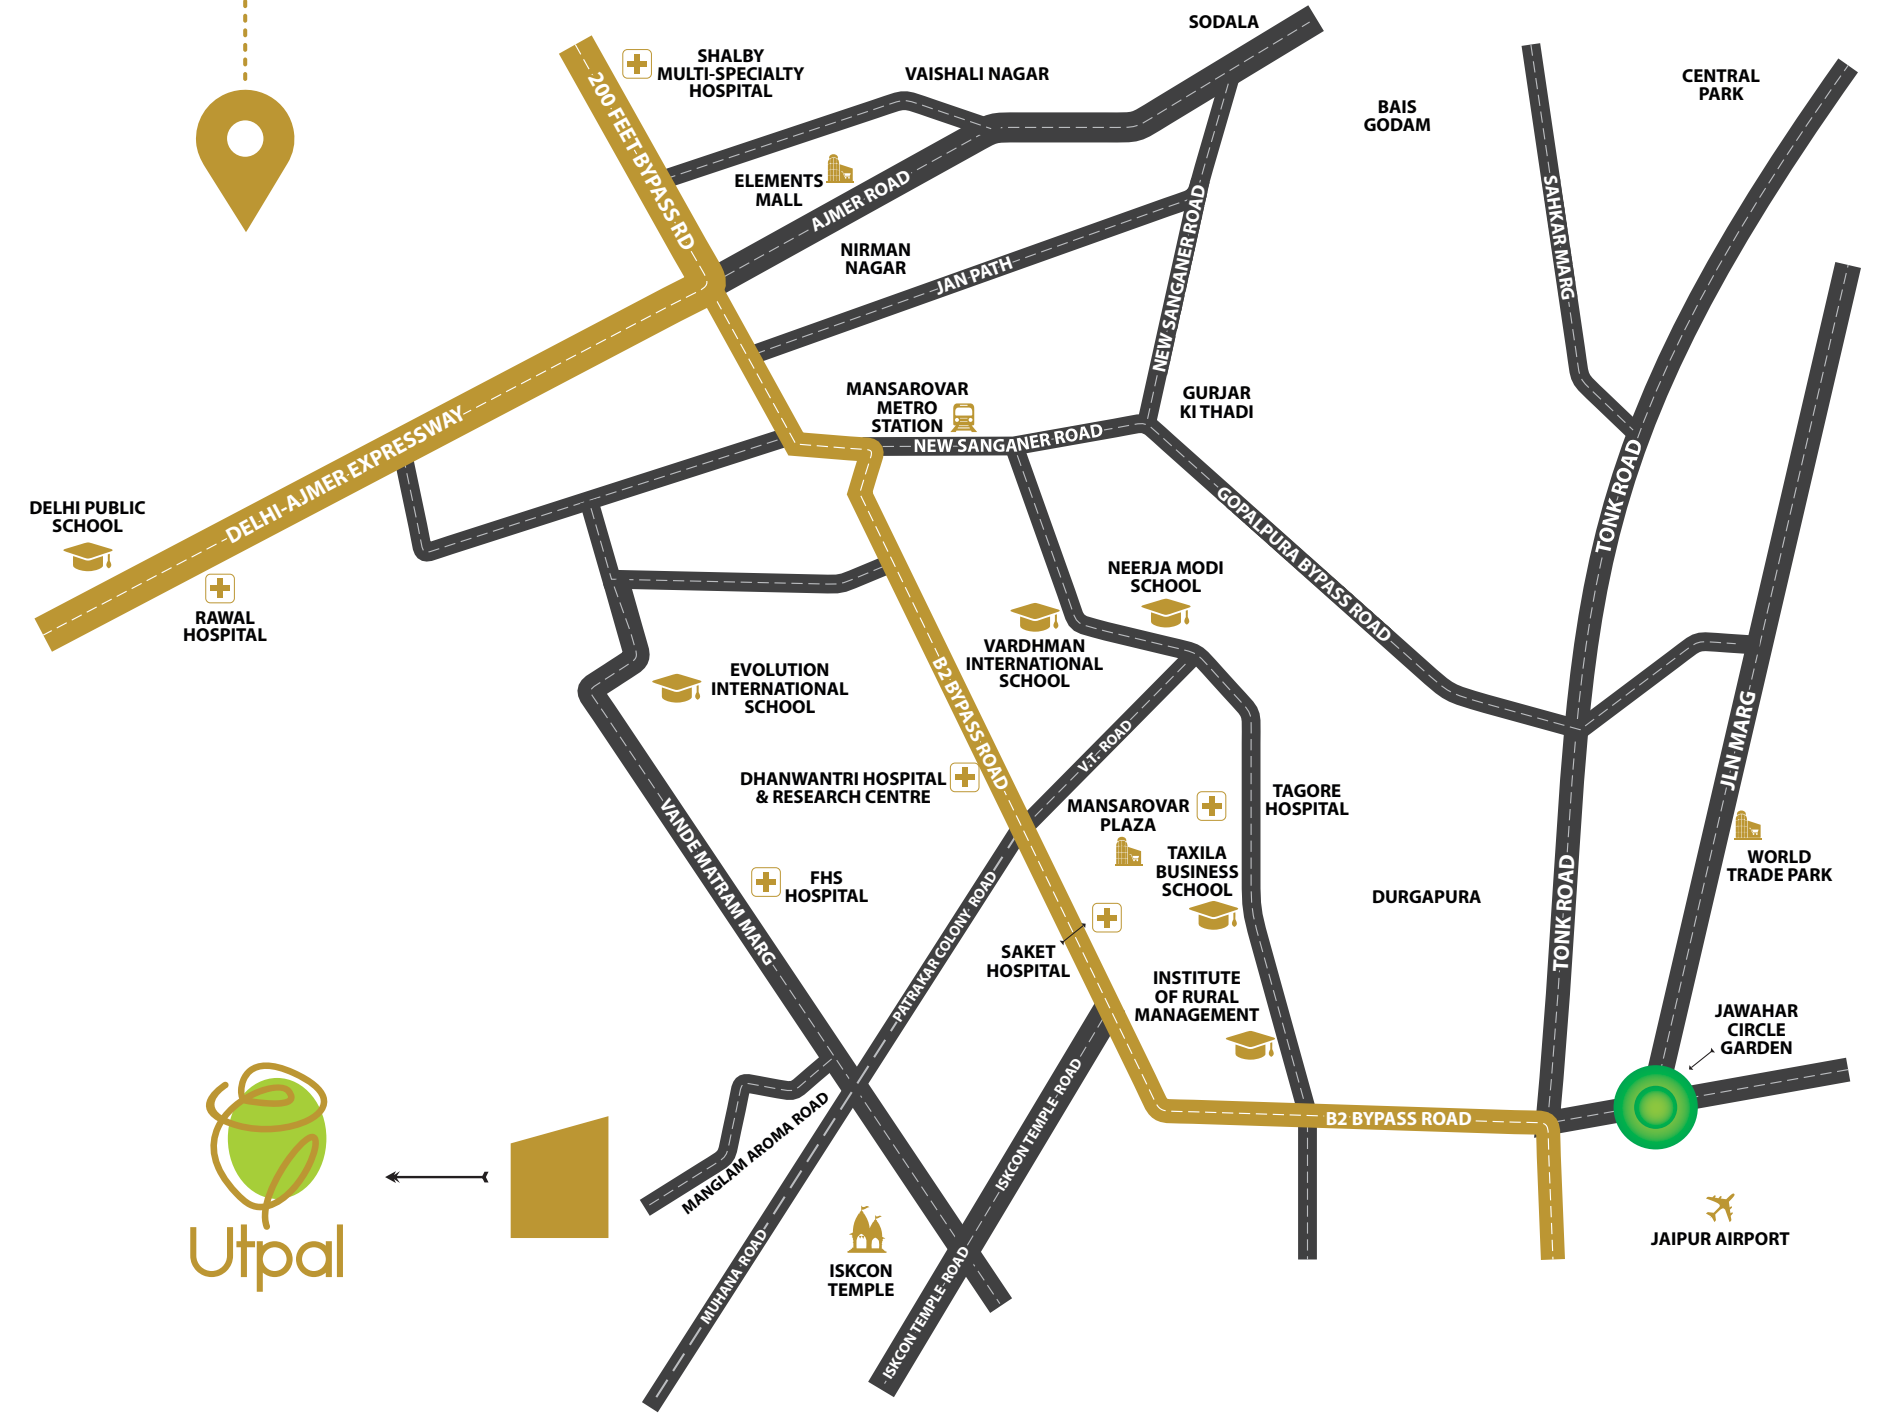 SODALA
SHALBY
MULTI-SPECIALTY
HOSPITAL
VAISHALI NAGAR
CENTRAL
PARK
BAIS
GODAM
200 FEET BYPASS RD
ELEMENTS
MALL
AJMER ROAD
SAHKAR MARG
NIRMAN
NAGAR
JAN PATH
NEW SANGANER ROAD
MANSAROVAR
METRO
STATION
GURJAR
KI THADI
NEW SANGANER ROAD
DELHI-AJMER EXPRESSWAY
TONK ROAD
DELHI PUBLIC
SCHOOL
GOPALPURA BYPASS ROAD
NEERJA MODI
SCHOOL
RAWAL
HOSPITAL
VARDHMAN
INTERNATIONAL
SCHOOL
EVOLUTION
INTERNATIONAL
SCHOOL
B2 BYPASS ROAD
V.T. ROAD
JLN MARG
DHANWANTRI HOSPITAL
& RESEARCH CENTRE
MANSAROVAR
PLAZA
TAGORE
HOSPITAL
VANDE MATRAM MARG
TAXILA
BUSINESS
SCHOOL
WORLD
TRADE PARK
FHS
HOSPITAL
DURGAPURA
PATRAKAR COLONY ROAD
TONK ROAD
SAKET
HOSPITAL
INSTITUTE
OF RURAL
MANAGEMENT
JAWAHAR
CIRCLE
GARDEN
B2 BYPASS ROAD
ISKCON TEMPLE ROAD
MANGLAM AROMA ROAD
Utpal
MUHANA ROAD
ISKCON
TEMPLE
ISKCON TEMPLE ROAD
JAIPUR AIRPORT